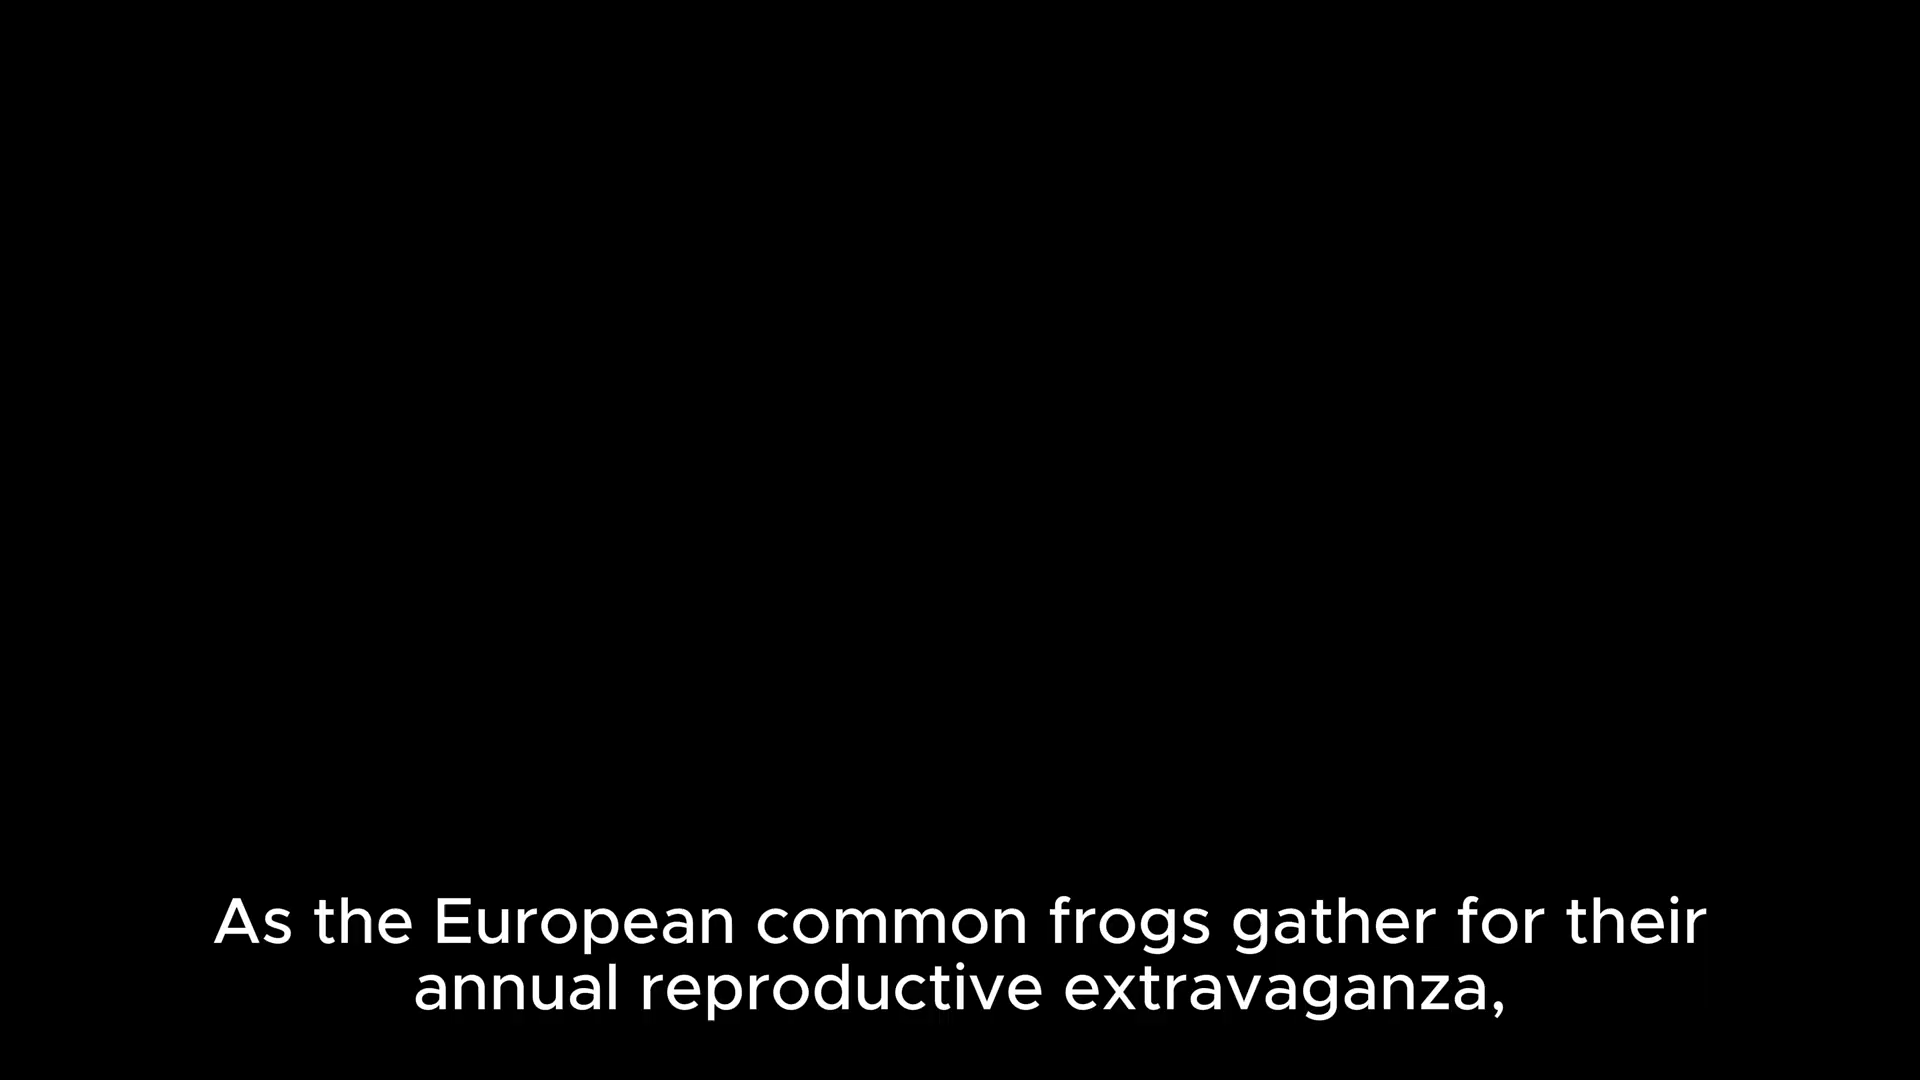 As the European common frogs gather for their
annual reproductive extravaganza,